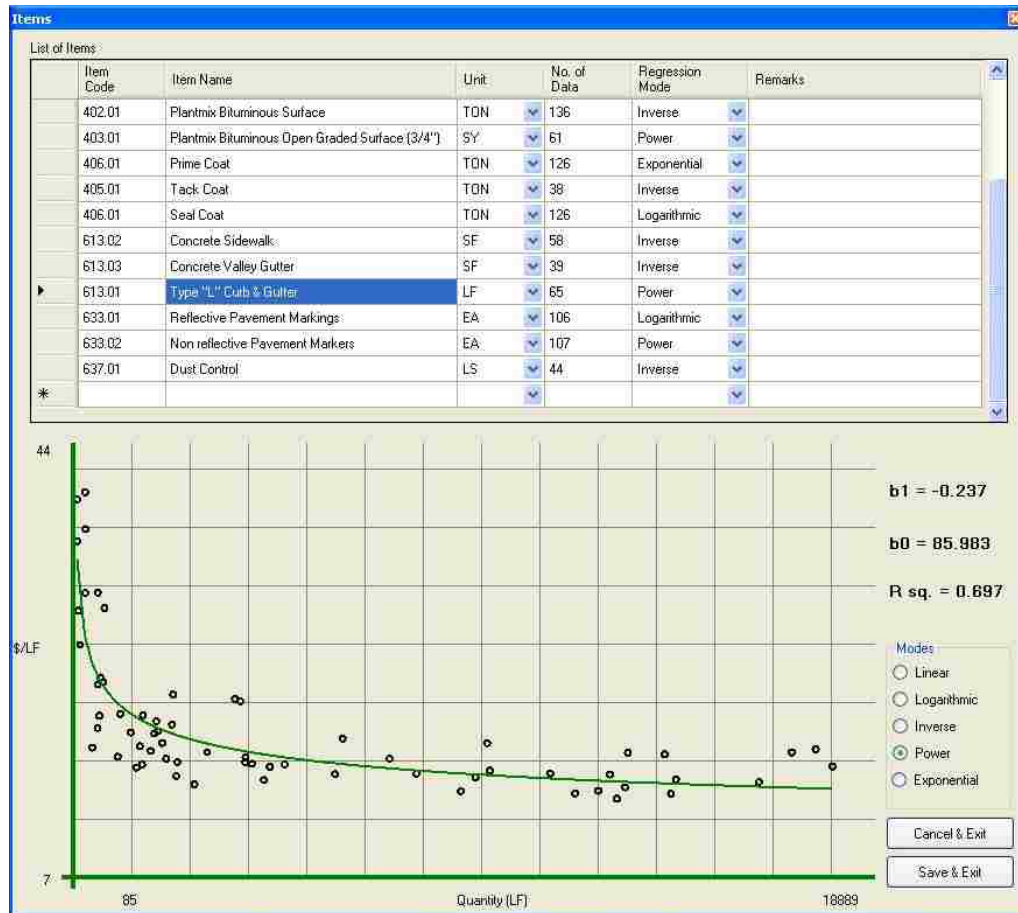 Items
List of Items
Item Code Item Name Unit No. of Data Regression Mode Remarks
402.01 Plantmix Bituminous Surface TON 136 Inverse
403.01 Plantmix Bituminous Open Graded Surface (3/4") SY 61 Power
406.01 Prime Coat TON 126 Exponential
405.01 Tack Coat TON 38 Inverse
406.01 Seal Coat TON 126 Logarithmic
613.02 Concrete Sidewalk SF 58 Inverse
613.03 Concrete Valley Gutter SF 39 Inverse
613.01 Type "L" Curb & Gutter LF 65 Power
633.01 Reflective Pavement Markings EA 106 Logarithmic
633.02 Non reflective Pavement Markers EA 107 Power
637.01 Dust Control LS 44 Inverse
*
44
b1 = -0.237
b0 = 85.983
R sq. = 0.697
$/LF
Modes
Linear
Logarithmic
Inverse
Power
Exponential
Cancel & Exit
Save & Exit
7
85 Quantity (LF) 18889